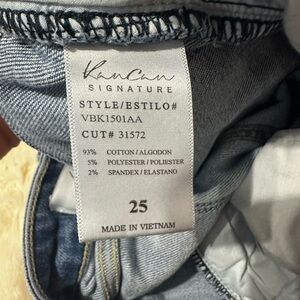 KanCan
SIGNATURE
STYLE/ESTILO#
VBK1501AA
CUT# 31572
93% COTTON/ALGODON
5% POLYESTER/POLIESTER
2% SPANDEX/ELASTANO
25
MADE IN VIETNAM